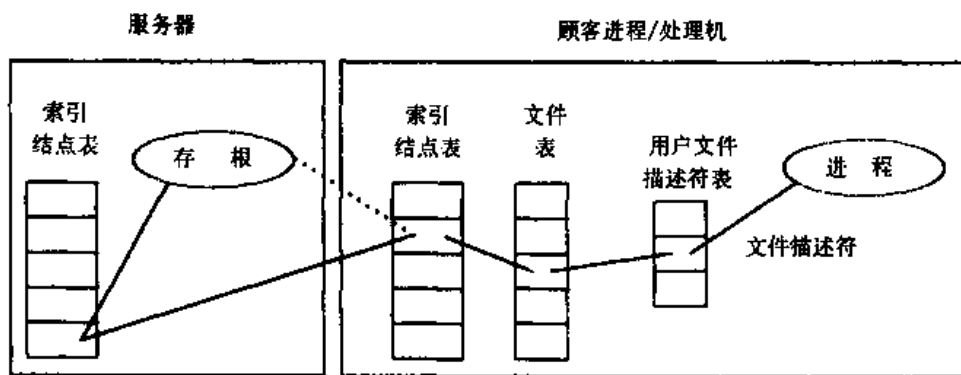 服务器
顾客进程/处理机
索引
结点表
存 根
索引
结点表
文件
表
用户文件
描述符表
进 程
文件描述符